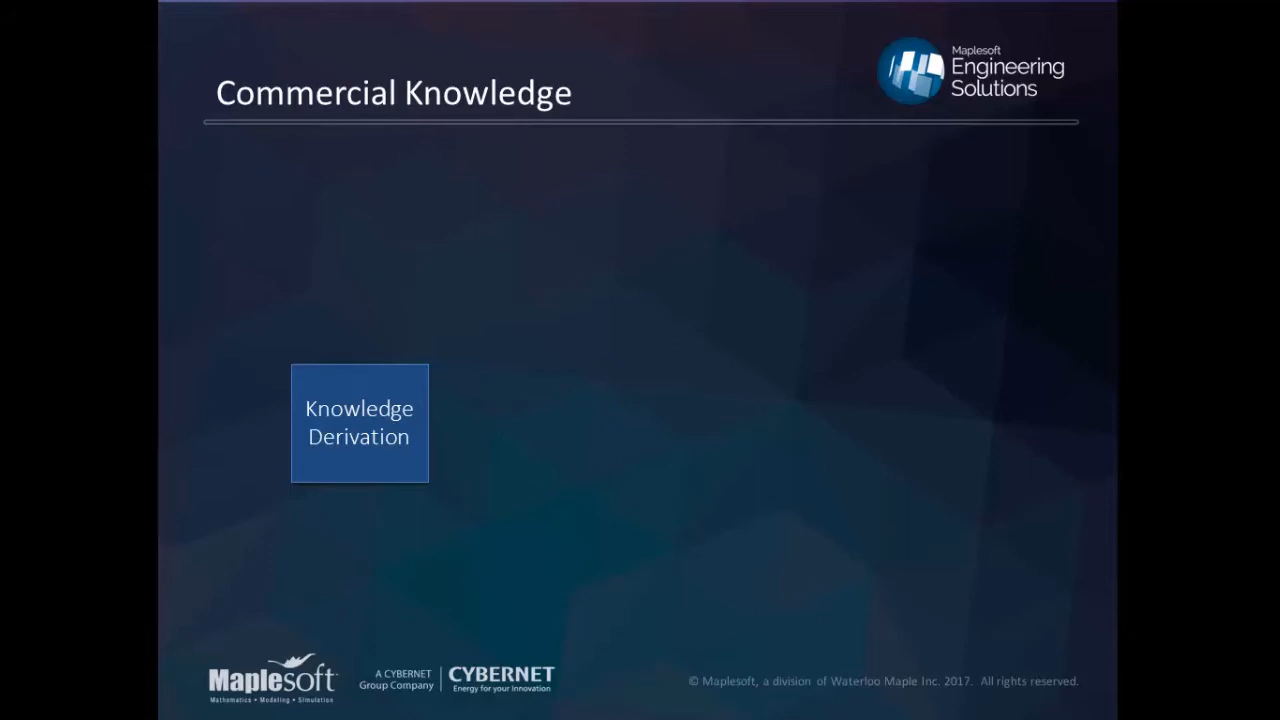 Commercial Knowledge
Maplesoft
Engineering
Solutions
Knowledge
Derivation
Maplesoft
Mathematics • Modeling • Simulation
A CYBERNET
Group Company
CYBERNET
Energy for your Innovation
© Maplesoft, a division of Waterloo Maple Inc. 2017. All rights reserved.